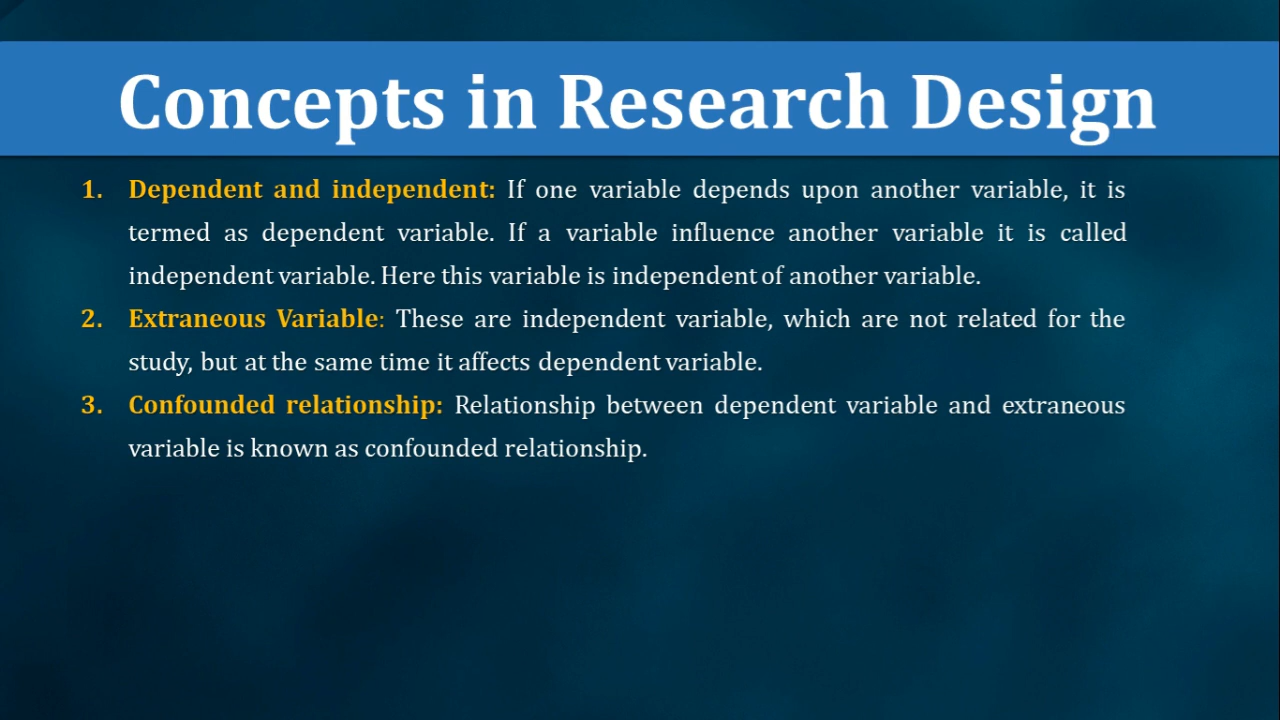 Concepts in Research Design
1. Dependent and independent: If one variable depends upon another variable, it is
termed as dependent variable. If a variable influence another variable it is called
independent variable. Here this variable is independent of another variable.
2. Extraneous Variable: These are independent variable, which are not related for the
study, but at the same time it affects dependent variable.
3. Confounded relationship: Relationship between dependent variable and extraneous
variable is known as confounded relationship.